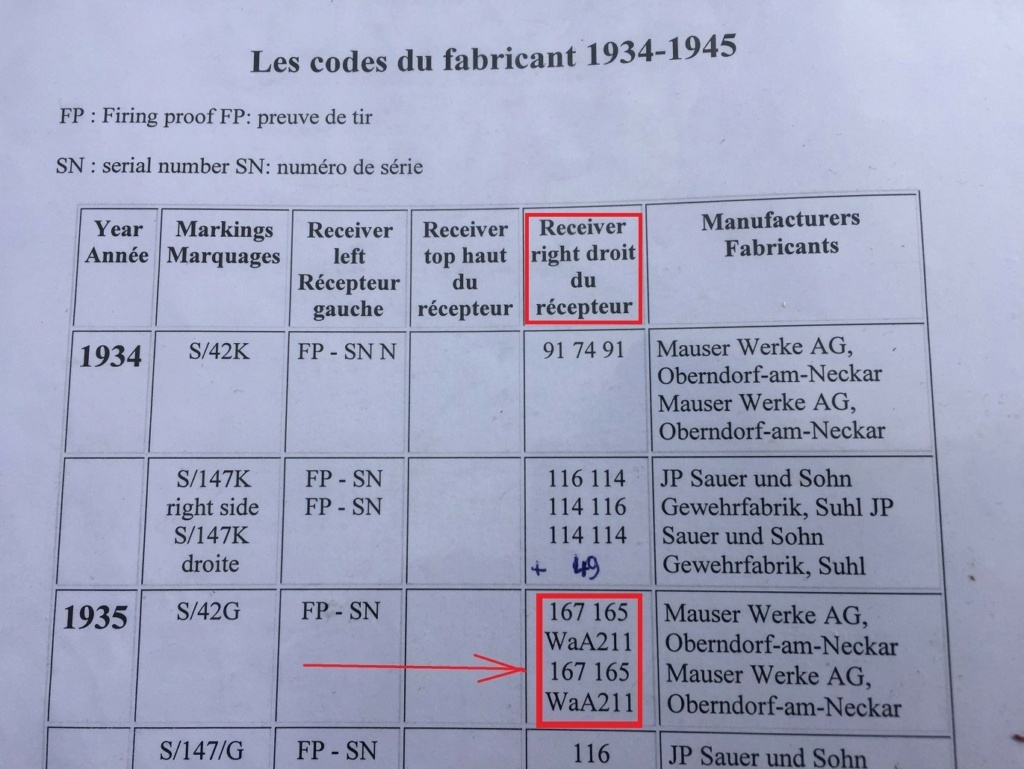 Les codes du fabricant 1934-1945
FP : Firing proof FP: preuve de tir
SN : serial number SN: numéro de série
Year
Année
Markings
Marquages
Receiver
left
Récepteur
gauche
Receiver
top haut
du
récepteur
Receiver
right droit
du
récepteur
Manufacturers
Fabricants
1934
S/42K
FP - SN N
91 74 91
Mauser Werke AG,
Oberndorf-am-Neckar
Mauser Werke AG,
Oberndorf-am-Neckar
S/147K
right side
S/147K
droite
FP - SN
FP - SN
116 114
114 116
114 114
+ 49
JP Sauer und Sohn
Gewehrfabrik, Suhl JP
Sauer und Sohn
Gewehrfabrik, Suhl
1935
S/42G
FP - SN
167 165
WaA211
167 165
WaA211
Mauser Werke AG,
Oberndorf-am-Neckar
Mauser Werke AG,
Oberndorf-am-Neckar
S/147/G
FP - SN
116
JP Sauer und Sohn